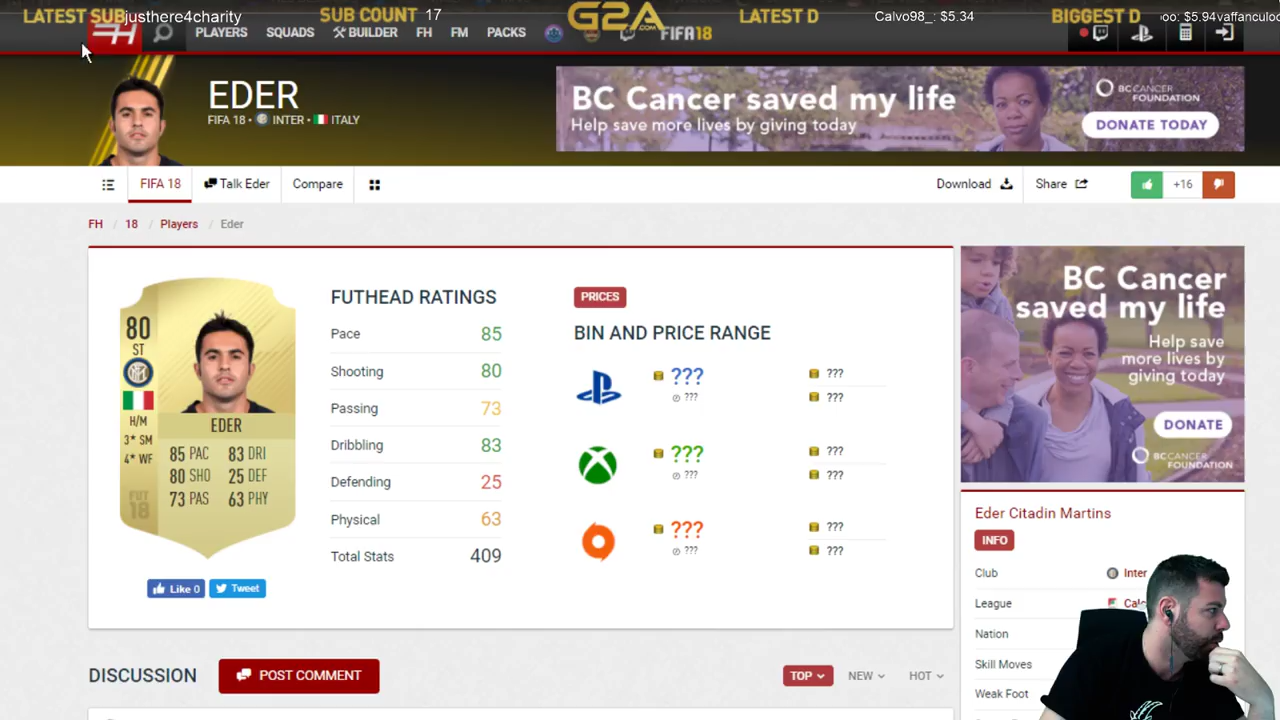 LATEST SUB justhere4charity
SUB COUNT 17
G2A.COM
LATEST D
Calvo98_: $5.34
BIGGEST D
oo: $5.94vaffanculoo
FH
PLAYERS
SQUADS
BUILDER
FH
FM
PACKS
FIFA18
EDER
FIFA 18 • INTER • ITALY
BC Cancer saved my life
Help save more lives by giving today
BC CANCER
FOUNDATION
DONATE TODAY
FIFA 18
Talk Eder
Compare
Download
Share
+16
FH / 18 / Players / Eder
80
ST
H/M
3* SM
4* WF
FUT
18
EDER
85 PAC 83 DRI
80 SHO 25 DEF
73 PAS 63 PHY
Like 0
Tweet
FUTHEAD RATINGS
Pace 85
Shooting 80
Passing 73
Dribbling 83
Defending 25
Physical 63
Total Stats 409
PRICES
BIN AND PRICE RANGE
??? ???
??? ???
??? ???
??? ???
??? ???
??? ???
BC Cancer
saved my life
Help save
more lives by
giving today
DONATE
BC CANCER
FOUNDATION
Eder Citadin Martins
INFO
Club Inter
League
Nation
Skill Moves
Weak Foot
DISCUSSION
POST COMMENT
TOP
NEW
HOT